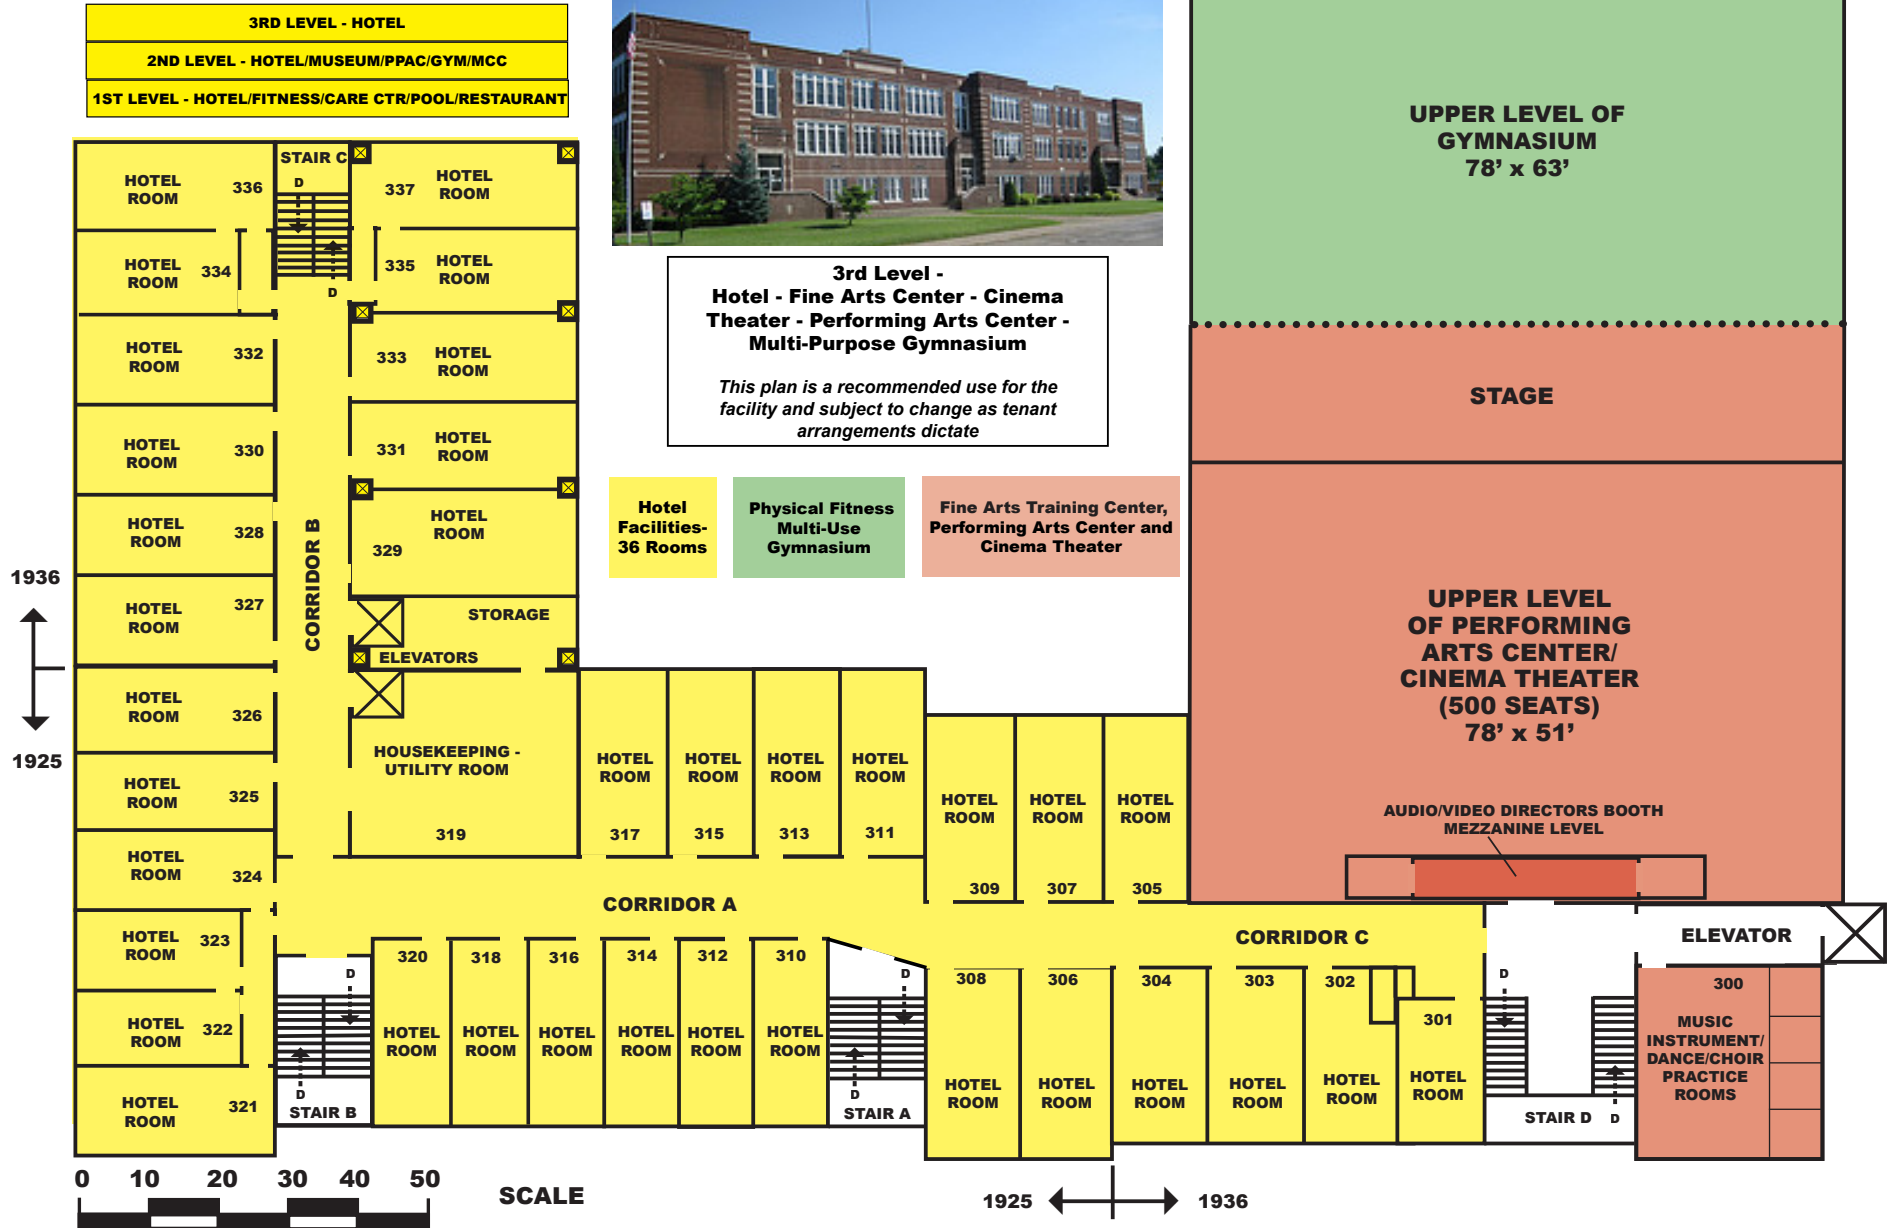 3RD LEVEL - HOTEL
2ND LEVEL - HOTEL/MUSEUM/PPAC/GYM/MCC
1ST LEVEL - HOTEL/FITNESS/CARE CTR/POOL/RESTAURANT
3rd Level -
Hotel - Fine Arts Center - Cinema
Theater - Performing Arts Center -
Multi-Purpose Gymnasium
This plan is a recommended use for the
facility and subject to change as tenant
arrangements dictate
Hotel
Facilities-
36 Rooms
Physical Fitness
Multi-Use
Gymnasium
Fine Arts Training Center,
Performing Arts Center and
Cinema Theater
UPPER LEVEL OF
GYMNASIUM
78’ x 63’
STAGE
UPPER LEVEL
OF PERFORMING
ARTS CENTER/
CINEMA THEATER
(500 SEATS)
78’ x 51’
AUDIO/VIDEO DIRECTORS BOOTH
MEZZANINE LEVEL
HOTEL
ROOM
336
STAIR C
D
D
337
HOTEL
ROOM
HOTEL
ROOM
334
335
HOTEL
ROOM
HOTEL
ROOM
332
333
HOTEL
ROOM
HOTEL
ROOM
330
331
HOTEL
ROOM
HOTEL
ROOM
328
329
HOTEL
ROOM
CORRIDOR B
1936
1925
HOTEL
ROOM
327
STORAGE
ELEVATORS
HOTEL
ROOM
326
HOUSEKEEPING -
UTILITY ROOM
319
HOTEL
ROOM
325
HOTEL
ROOM
324
HOTEL
ROOM
323
HOTEL
ROOM
322
HOTEL
ROOM
321
HOTEL
ROOM
317
HOTEL
ROOM
315
HOTEL
ROOM
313
HOTEL
ROOM
311
HOTEL
ROOM
309
HOTEL
ROOM
307
HOTEL
ROOM
305
CORRIDOR A
CORRIDOR C
ELEVATOR
D
D
STAIR B
320
HOTEL
ROOM
318
HOTEL
ROOM
316
HOTEL
ROOM
314
HOTEL
ROOM
312
HOTEL
ROOM
310
HOTEL
ROOM
D
D
STAIR A
308
HOTEL
ROOM
306
HOTEL
ROOM
304
HOTEL
ROOM
303
HOTEL
ROOM
302
HOTEL
ROOM
301
HOTEL
ROOM
D
STAIR D
D
300
MUSIC
INSTRUMENT/
DANCE/CHOIR
PRACTICE
ROOMS
0 10 20 30 40 50
SCALE
1925
1936